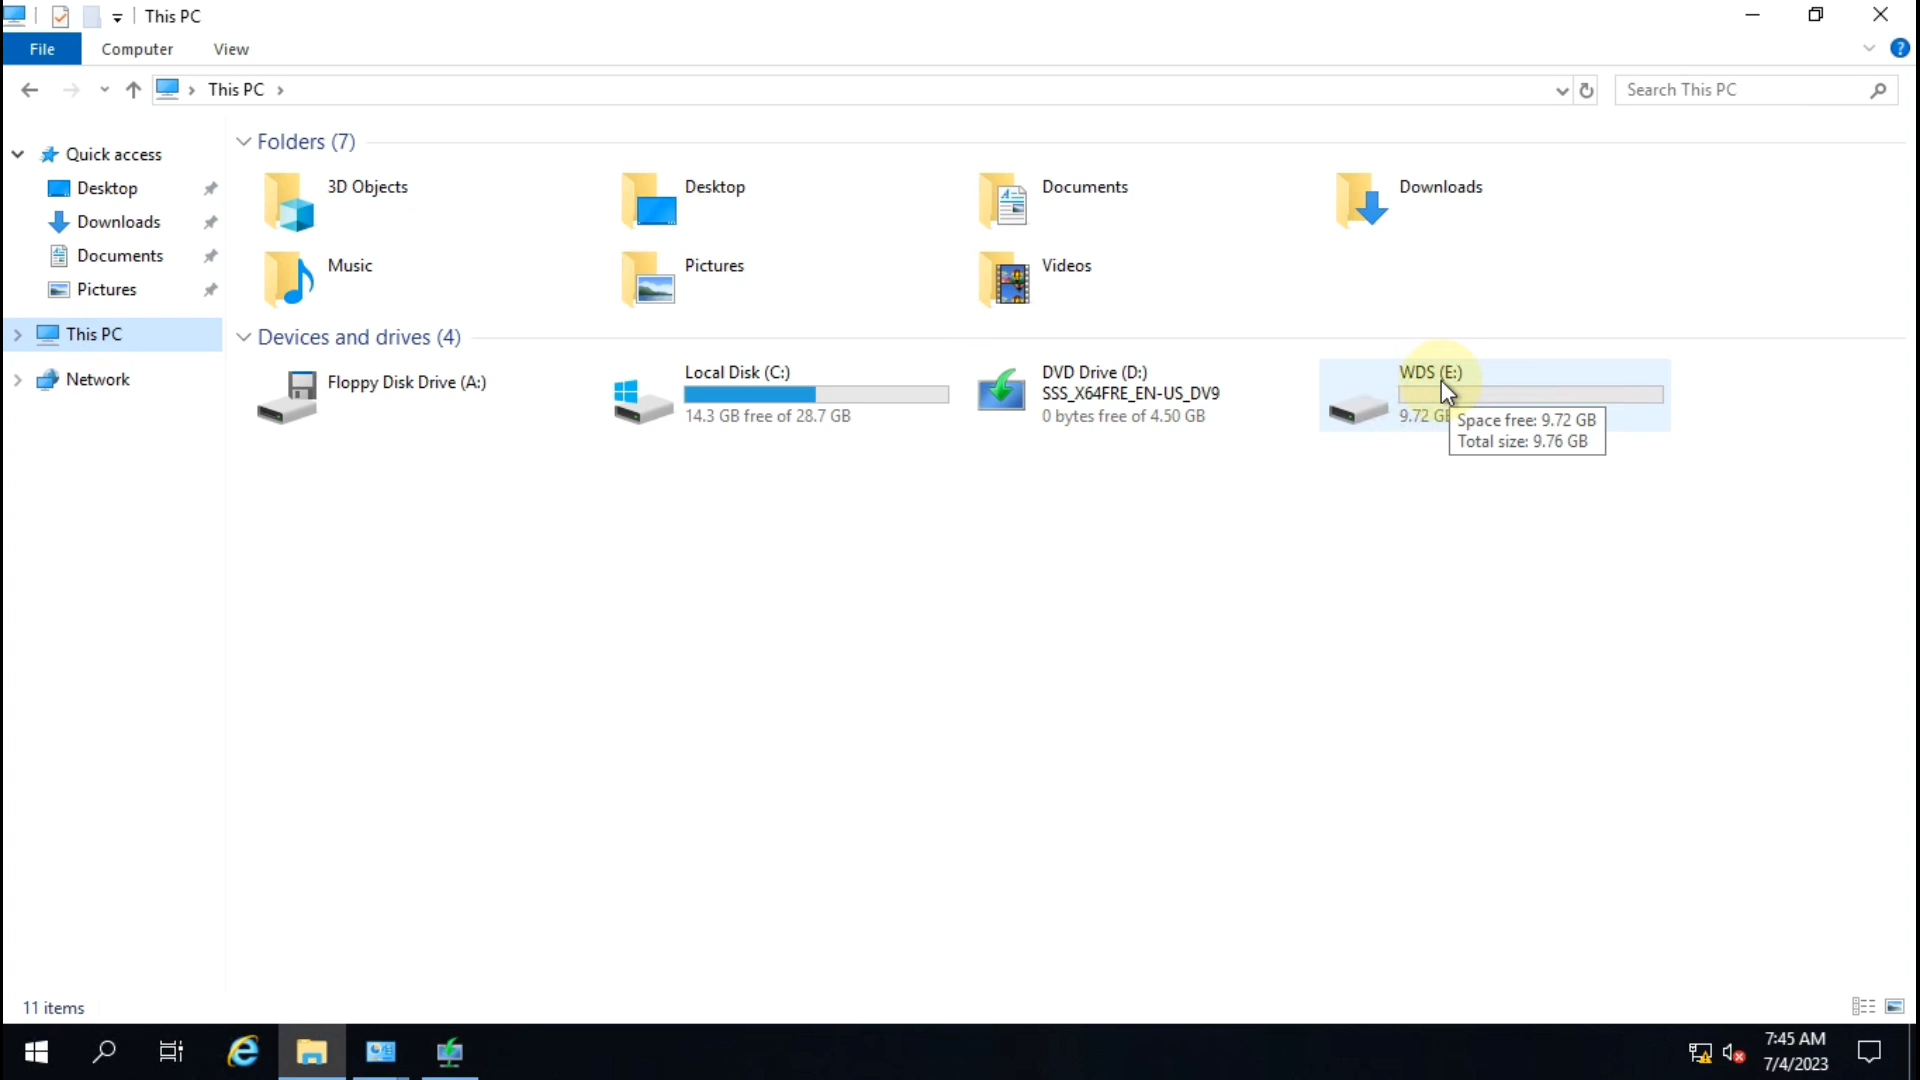 This PC
File Computer View
This PC
Search This PC
Quick access
Desktop
Downloads
Documents
Pictures
This PC
Network
Folders (7)
3D Objects
Desktop
Documents
Downloads
Music
Pictures
Videos
Devices and drives (4)
Floppy Disk Drive (A:)
Local Disk (C:)
14.3 GB free of 28.7 GB
DVD Drive (D:)
SSS_X64FRE_EN-US_DV9
0 bytes free of 4.50 GB
WDS (E:)
9.72 GB
Space free: 9.72 GB
Total size: 9.76 GB
11 items
7:45 AM
7/4/2023